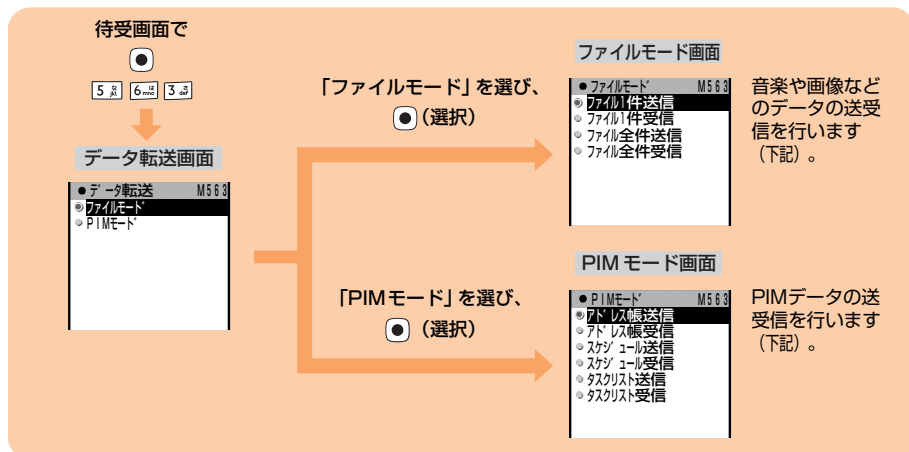 待受画面で
5 な jkl 6 は mno 3 さ def
データ転送画面
●データ転送 M563
ファイルモード
PIMモード
「ファイルモード」を選び、
(選択)
ファイルモード画面
●ファイルモード M563
ファイル1件送信
ファイル1件受信
ファイル全件送信
ファイル全件受信
音楽や画像など
のデータの送受
信を行います
(下記)。
「PIMモード」を選び、
(選択)
PIM モード画面
●PIMモード M563
アドレス帳送信
アドレス帳受信
スケジュール送信
スケジュール受信
タスクリスト送信
タスクリスト受信
PIMデータの送
受信を行います
(下記)。